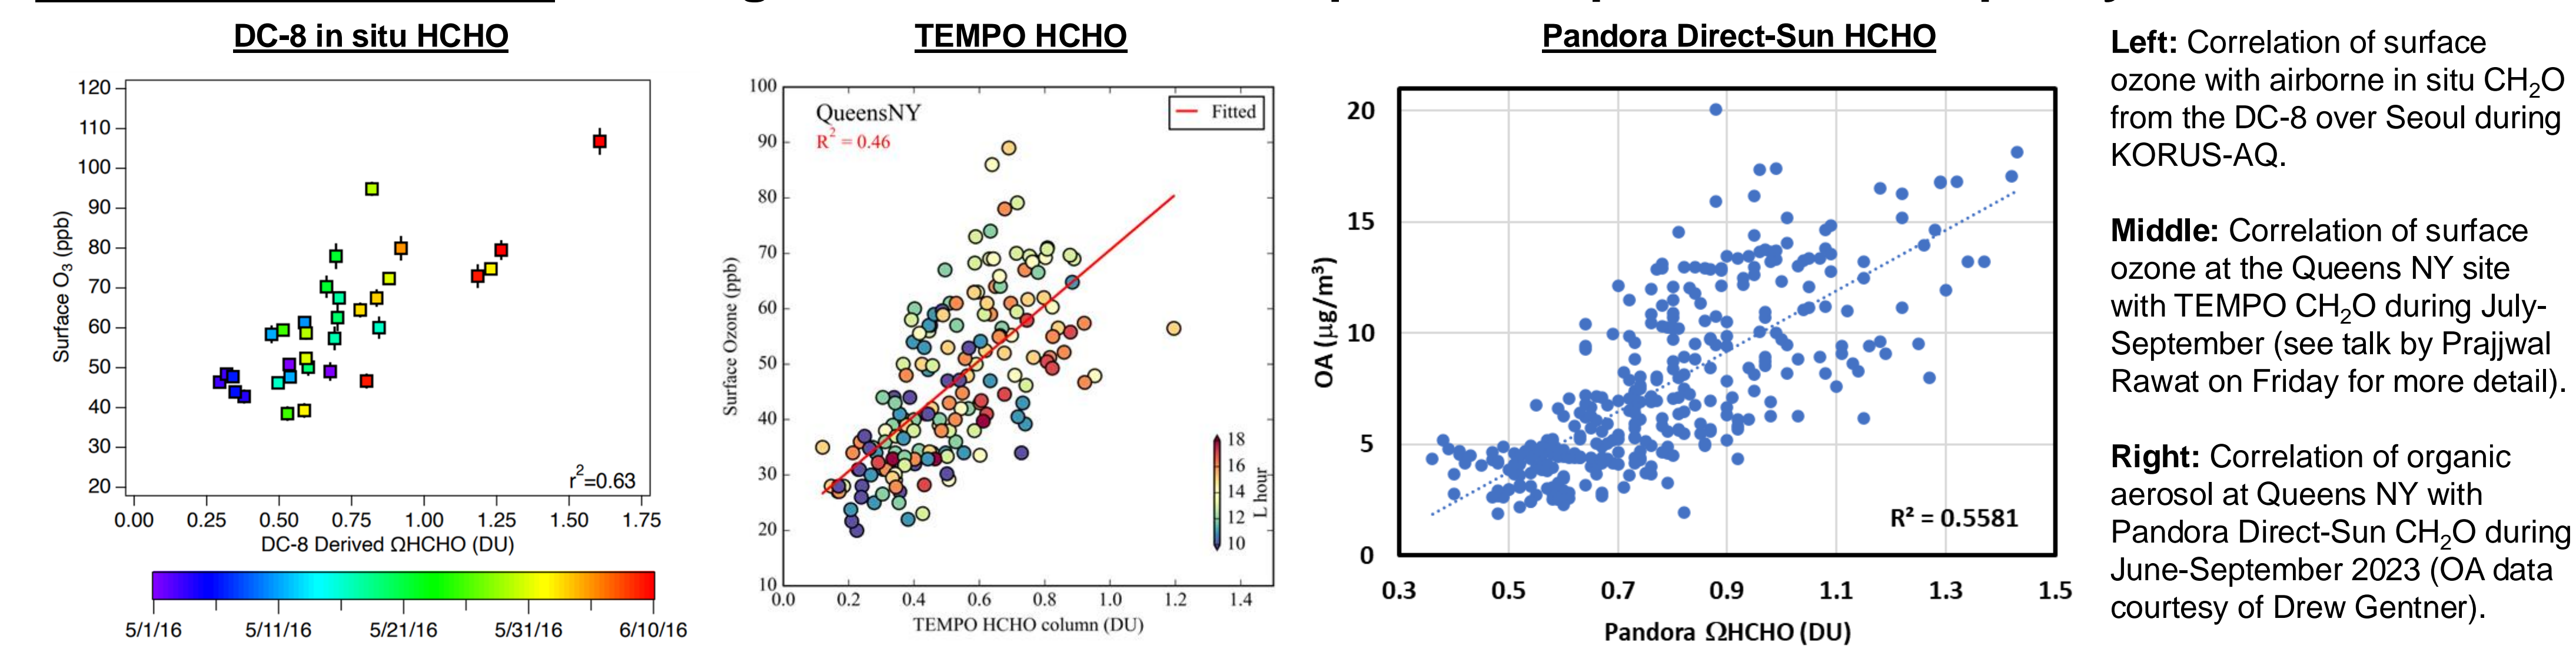 DC-8 in situ HCHO
120
110
100
90
80
70
60
50
40
30
20
Surface O₃ (ppb)
r²=0.63
0.00 0.25 0.50 0.75 1.00 1.25 1.50 1.75
DC-8 Derived ΩHCHO (DU)
5/1/16 5/11/16 5/21/16 5/31/16 6/10/16
TEMPO HCHO
100
90
80
70
60
50
40
30
20
10
Surface Ozone (ppb)
QueensNY
R² = 0.46
Fitted
18
16
14
12
10
L hour
0.0 0.2 0.4 0.6 0.8 1.0 1.2 1.4
TEMPO HCHO column (DU)
Pandora Direct-Sun HCHO
20
15
10
5
0
OA (µg/m³)
R² = 0.5581
0.3 0.5 0.7 0.9 1.1 1.3 1.5
Pandora ΩHCHO (DU)
Left: Correlation of surface
ozone with airborne in situ CH₂O
from the DC-8 over Seoul during
KORUS-AQ.
Middle: Correlation of surface
ozone at the Queens NY site
with TEMPO CH₂O during July-
September (see talk by Prajjwal
Rawat on Friday for more detail).
Right: Correlation of organic
aerosol at Queens NY with
Pandora Direct-Sun CH₂O during
June-September 2023 (OA data
courtesy of Drew Gentner).